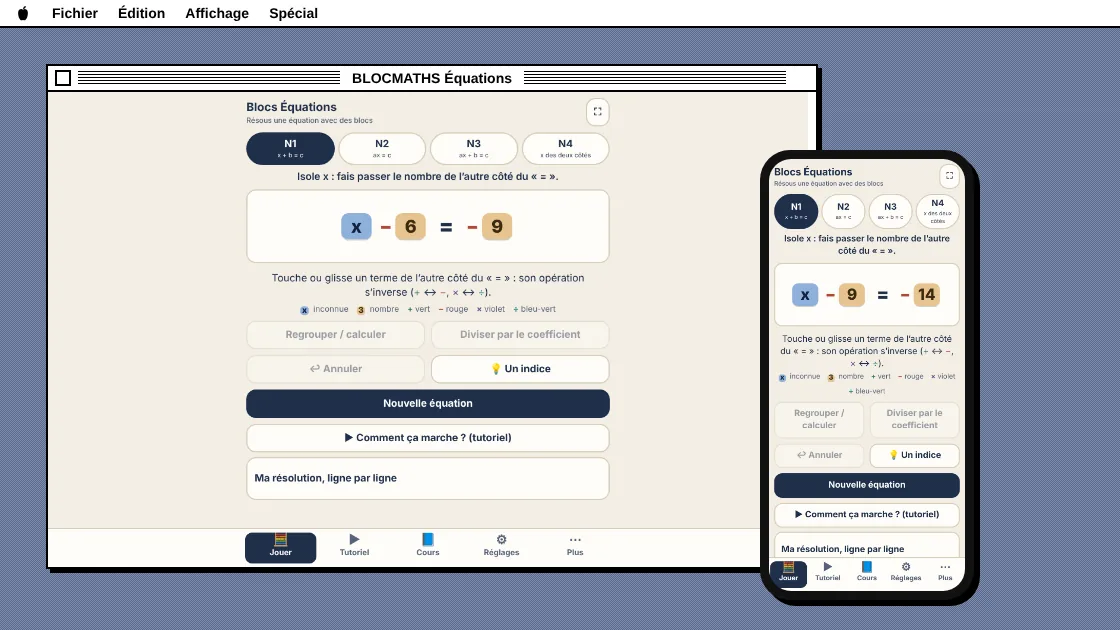 Fichier Édition Affichage Spécial
BLOCMATHS Équations
Blocs Équations
Résous une équation avec des blocs
N1 N2 N3 N4
x + b = c ax = c ax + b = c x des deux côtés
Isole x : fais passer le nombre de l’autre côté du « = ».
x − 6 = − 9
Touche ou glisse un terme de l’autre côté du « = » : son opération
s’inverse (+ ↔ −, × ↔ ÷).
x inconnue 3 nombre + vert − rouge × violet ÷ bleu-vert
Regrouper / calculer Diviser par le coefficient
↩ Annuler 💡 Un indice
Nouvelle équation
▶ Comment ça marche ? (tutoriel)
Ma résolution, ligne par ligne
Jouer Tutoriel Cours Réglages Plus
Blocs Équations
Résous une équation avec des blocs
N1 N2 N3 N4
x + b = c ax = c ax + b = c x des deux
côtés
Isole x : fais passer le nombre de l’autre
côté du « = ».
x − 9 = − 14
Touche ou glisse un terme de l’autre côté
du « = » : son opération s’inverse (+ ↔ −,
× ↔ ÷).
x inconnue 3 nombre + vert − rouge × violet
÷ bleu-vert
Regrouper / Diviser par le
calculer coefficient
↩ Annuler 💡 Un indice
Nouvelle équation
▶ Comment ça marche ? (tutoriel)
Ma résolution, ligne par ligne
Jouer Tutoriel Cours Réglages Plus